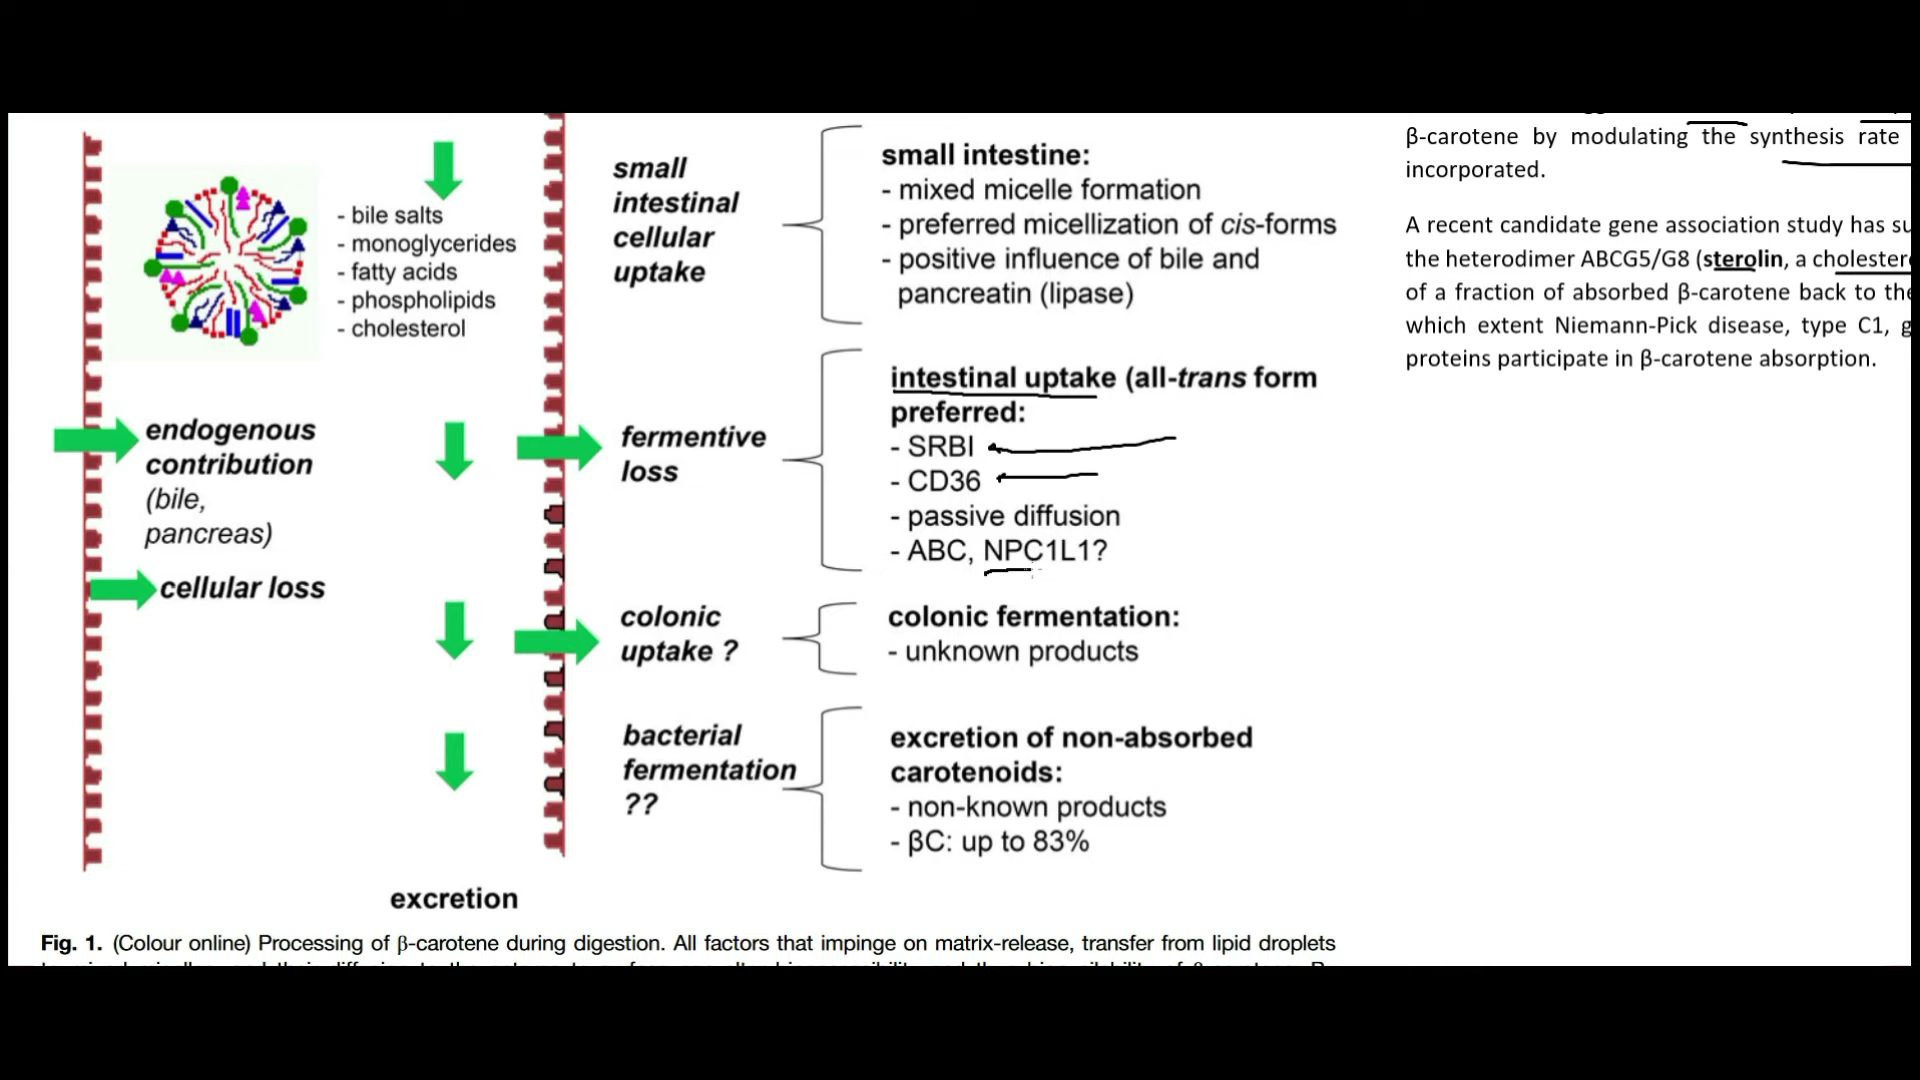 small
intestinal
cellular
uptake
small intestine:
- mixed micelle formation
- preferred micellization of cis-forms
- positive influence of bile and
pancreatin (lipase)
- bile salts
- monoglycerides
- fatty acids
- phospholipids
- cholesterol
endogenous
contribution
(bile,
pancreas)
cellular loss
fermentive
loss
intestinal uptake (all-trans form
preferred:
- SRBI
- CD36
- passive diffusion
- ABC, NPC1L1?
colonic
uptake ?
colonic fermentation:
- unknown products
bacterial
fermentation
??
excretion of non-absorbed
carotenoids:
- non-known products
- βC: up to 83%
excretion
Fig. 1. (Colour online) Processing of β-carotene during digestion. All factors that impinge on matrix-release, transfer from lipid droplets
β-carotene by modulating the synthesis rate
incorporated.
A recent candidate gene association study has
the heterodimer ABCG5/G8 (sterolin, a
of a fraction of absorbed β-carotene back to
which extent Niemann-Pick disease, type C1,
proteins participate in β-carotene absorption.